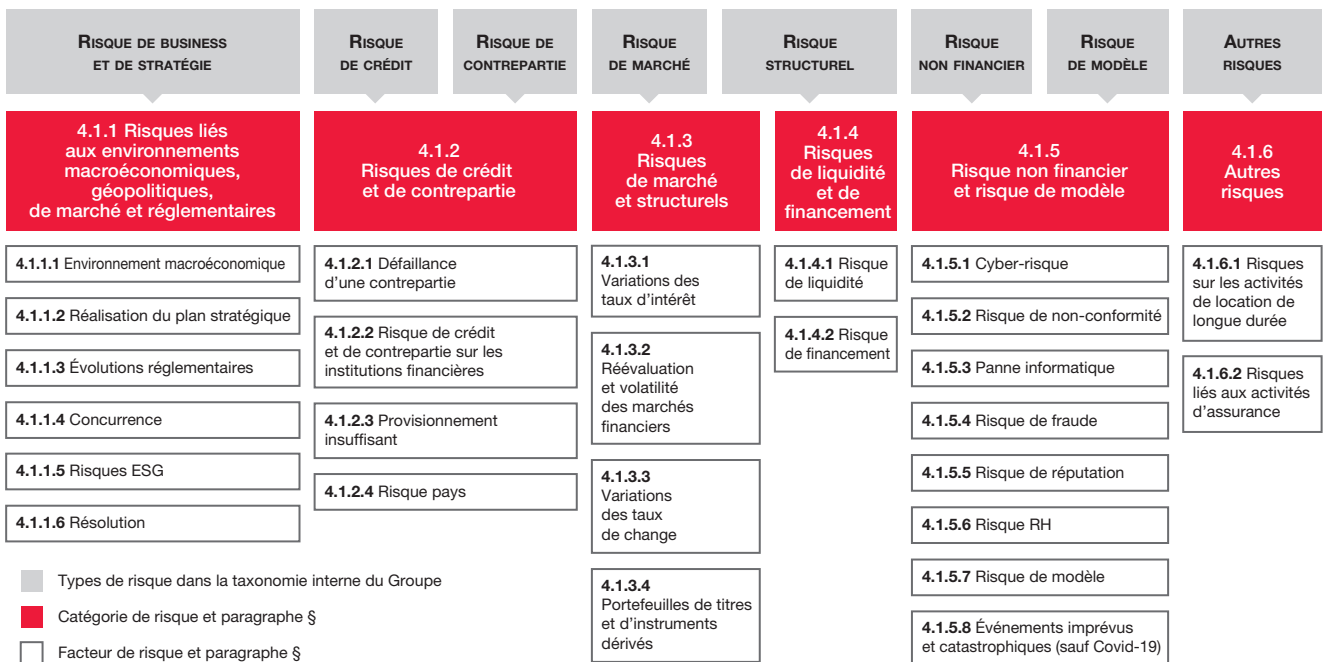 RISQUE DE BUSINESS
ET DE STRATÉGIE
RISQUE
DE CRÉDIT
RISQUE DE
CONTREPARTIE
RISQUE
DE MARCHÉ
RISQUE
STRUCTUREL
RISQUE
NON FINANCIER
RISQUE
DE MODÈLE
AUTRES
RISQUES
4.1.1 Risques liés
aux environnements
macroéconomiques,
géopolitiques,
de marché et réglementaires
4.1.2
Risques de crédit
et de contrepartie
4.1.3
Risques
de marché
et structurels
4.1.4
Risques
de liquidité
et de
financement
4.1.5
Risque non financier
et risque de modèle
4.1.6
Autres
risques
4.1.1.1 Environnement macroéconomique
4.1.1.2 Réalisation du plan stratégique
4.1.1.3 Évolutions réglementaires
4.1.1.4 Concurrence
4.1.1.5 Risques ESG
4.1.1.6 Résolution
4.1.2.1 Défaillance
d'une contrepartie
4.1.2.2 Risque de crédit
et de contrepartie sur les
institutions financières
4.1.2.3 Provisionnement
insuffisant
4.1.2.4 Risque pays
4.1.3.1
Variations des
taux d'intérêt
4.1.3.2
Réévaluation
et volatilité
des marchés
financiers
4.1.3.3
Variations
des taux
de change
4.1.3.4
Portefeuilles de titres
et d'instruments
dérivés
4.1.4.1 Risque
de liquidité
4.1.4.2 Risque
de financement
4.1.5.1 Cyber-risque
4.1.5.2 Risque de non-conformité
4.1.5.3 Panne informatique
4.1.5.4 Risque de fraude
4.1.5.5 Risque de réputation
4.1.5.6 Risque RH
4.1.5.7 Risque de modèle
4.1.5.8 Événements imprévus
et catastrophiques (sauf Covid-19)
4.1.6.1 Risques
sur les activités
de location de
longue durée
4.1.6.2 Risques
liés aux activités
d'assurance
Types de risque dans la taxonomie interne du Groupe
Catégorie de risque et paragraphe §
Facteur de risque et paragraphe §